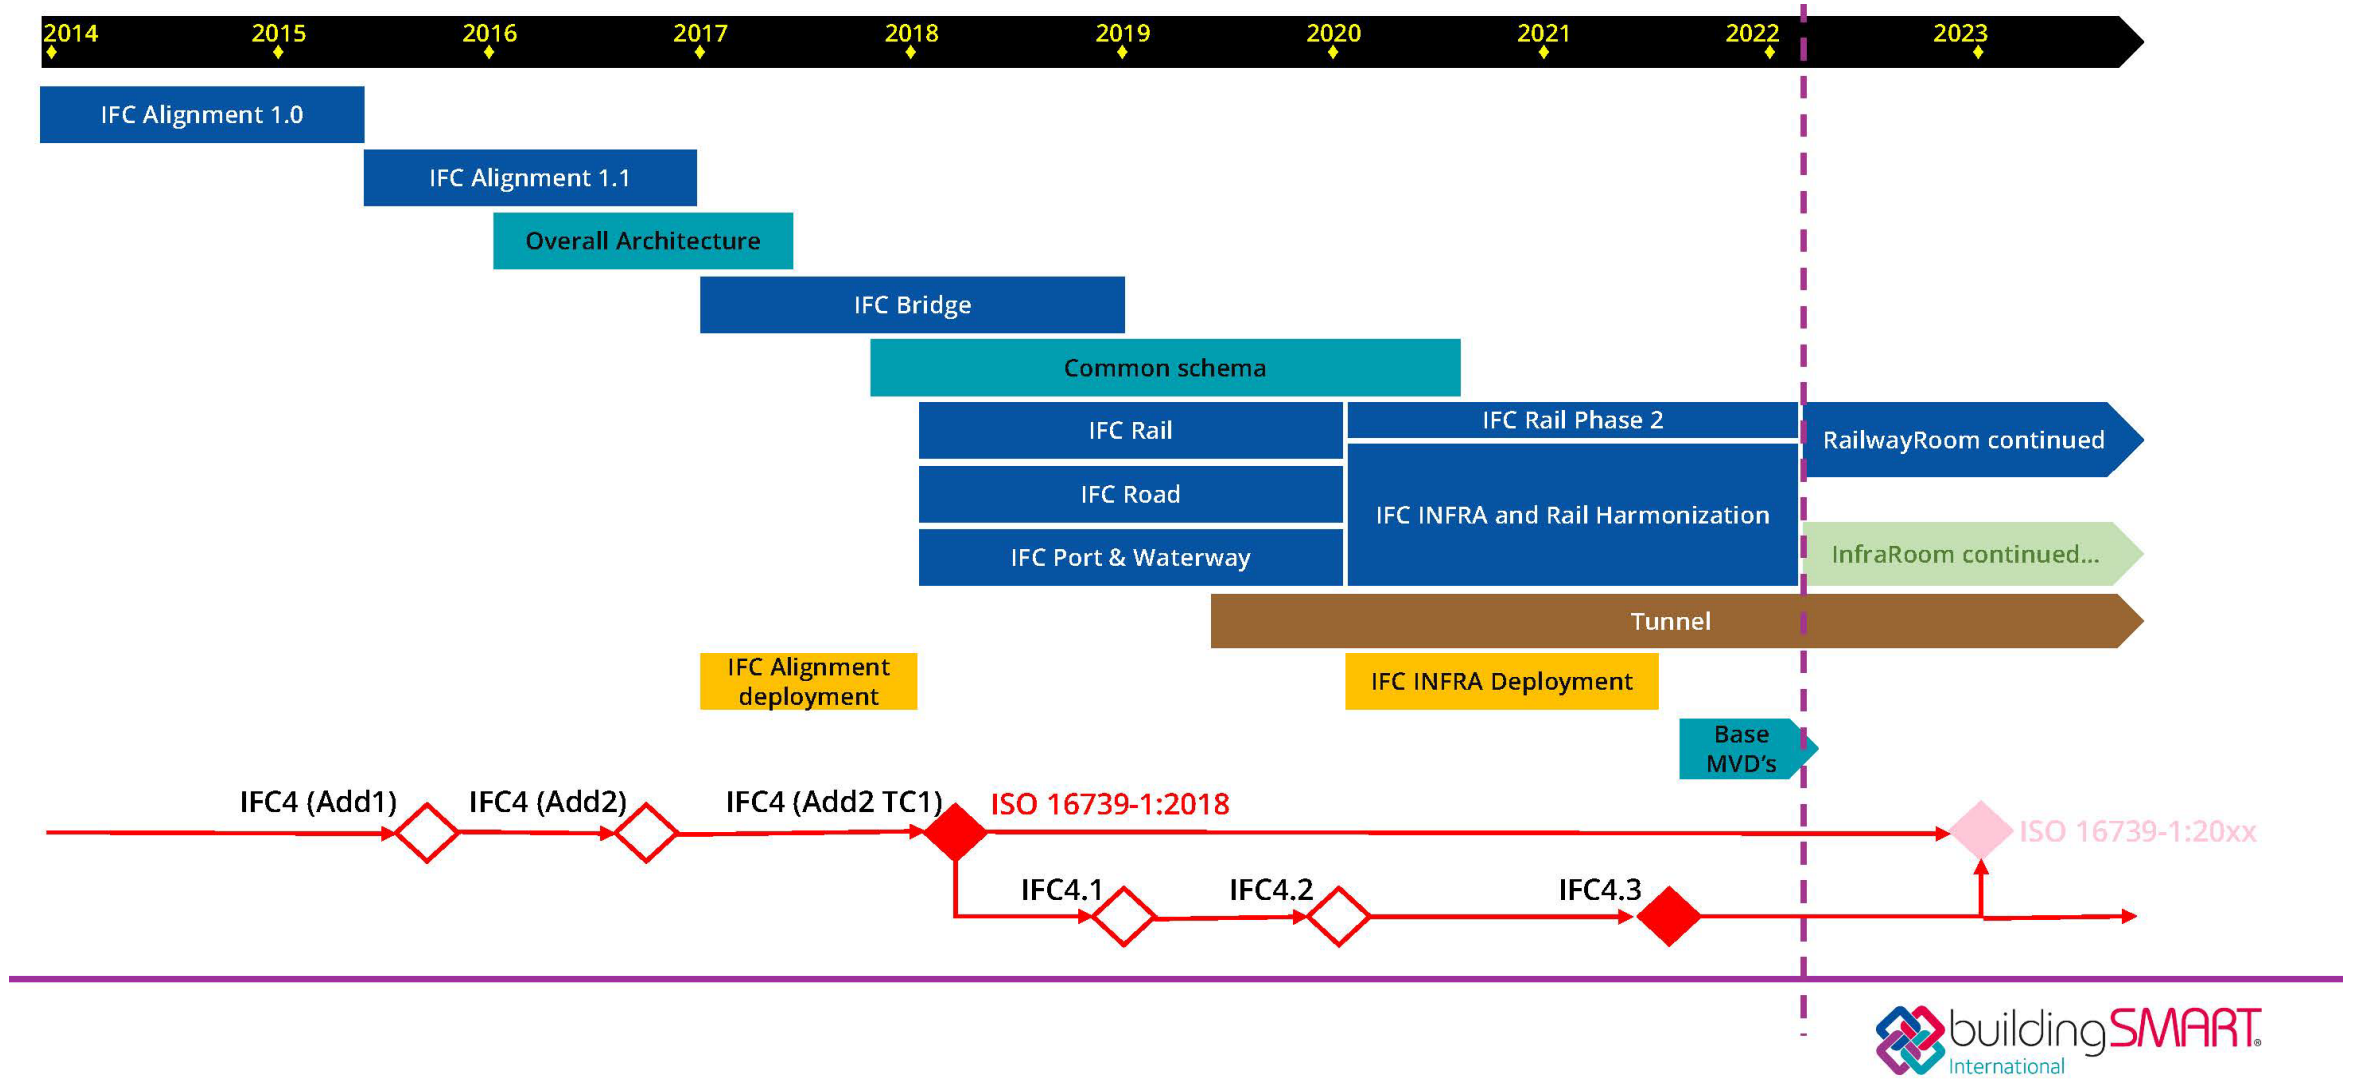 2014 2015 2016 2017 2018 2019 2020 2021 2022 2023
IFC Alignment 1.0
IFC Alignment 1.1
Overall Architecture
IFC Bridge
Common schema
IFC Rail
IFC Rail Phase 2
RailwayRoom continued
IFC Road
IFC INFRA and Rail Harmonization
IFC Port & Waterway
InfraRoom continued...
Tunnel
IFC Alignment
deployment
IFC INFRA Deployment
Base
MVD's
IFC4 (Add1)
IFC4 (Add2)
IFC4 (Add2 TC1)
ISO 16739-1:2018
ISO 16739-1:20xx
IFC4.1
IFC4.2
IFC4.3
buildingSMART®
International